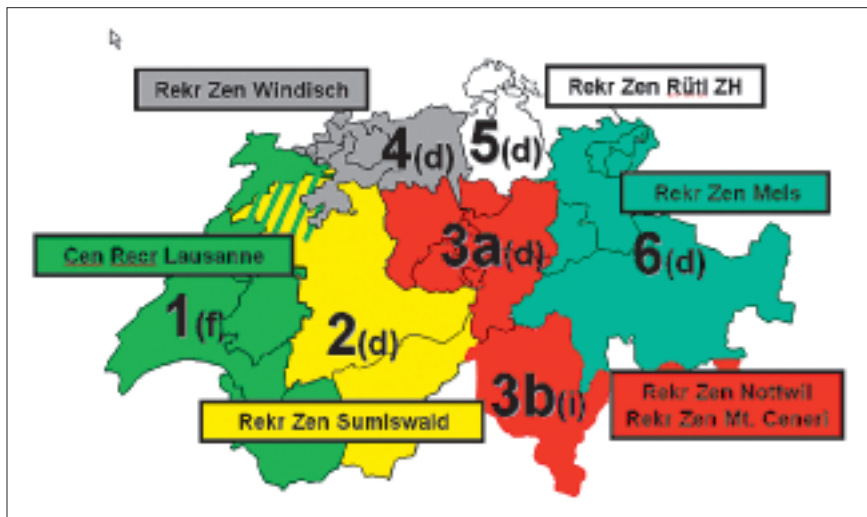 Rekr Zen Windisch
Rekr Zen Rüti ZH
4(d)
5(d)
Rekr Zen Mels
3a(d)
Cen Recr Lausanne
6(d)
1(f)
2(d)
3b(i)
Rekr Zen Nottwil
Rekr Zen Mt. Ceneri
Rekr Zen Sumiswald